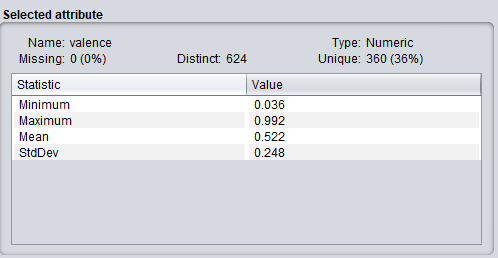 Selected attribute
Name: valence Type: Numeric
Missing: 0 (0%) Distinct: 624 Unique: 360 (36%)
Statistic Value
Minimum 0.036
Maximum 0.992
Mean 0.522
StdDev 0.248